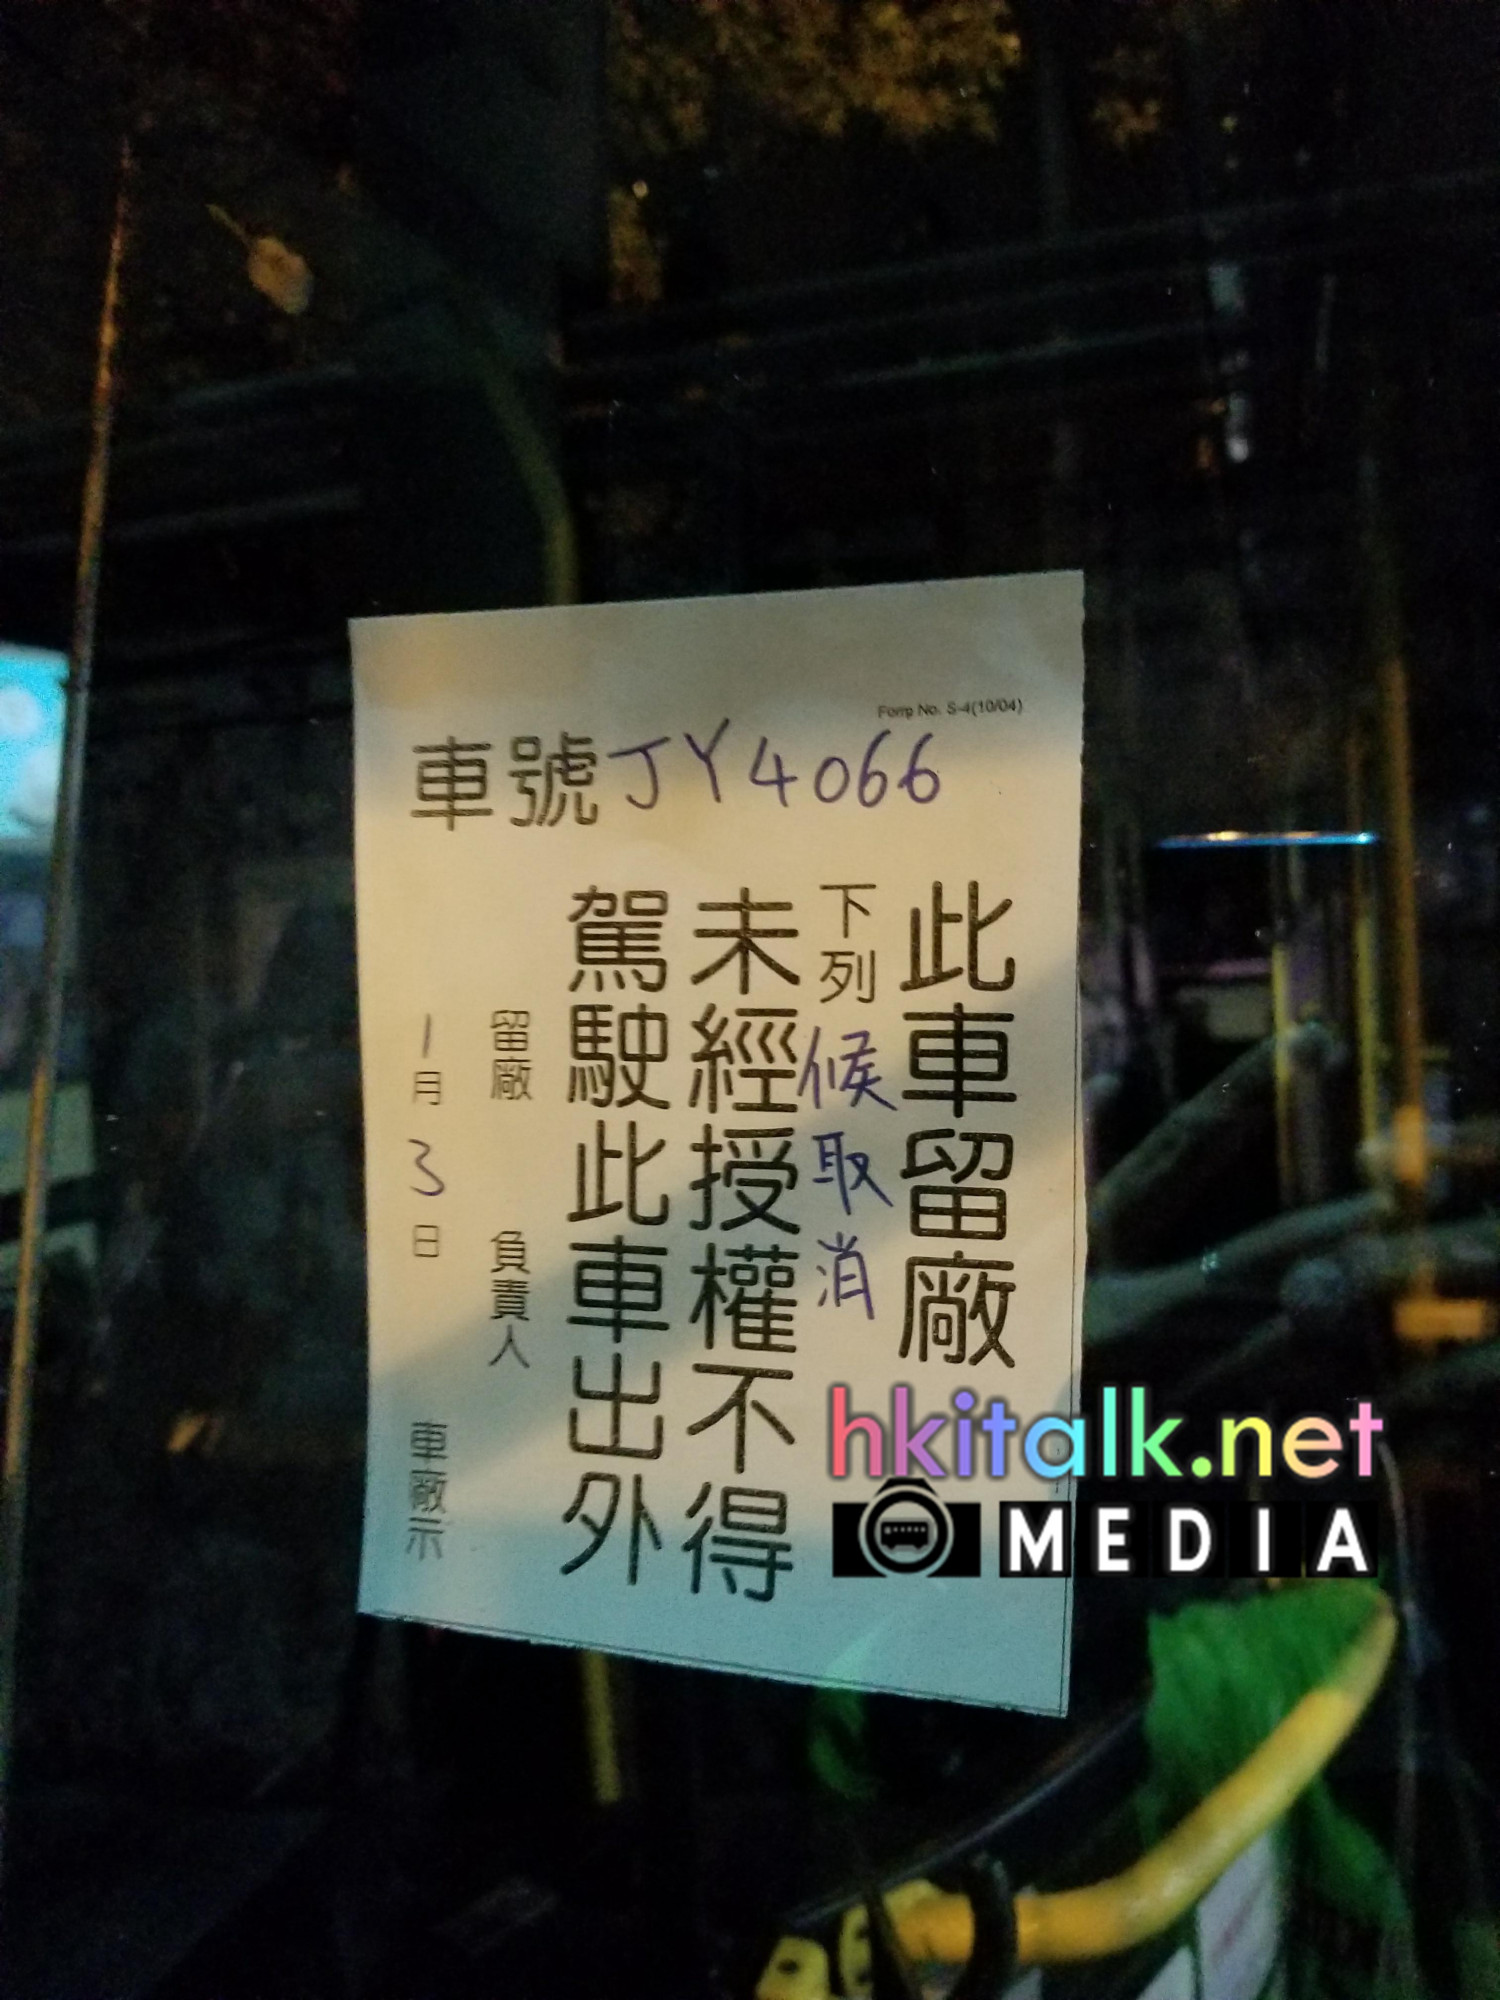 Form No. S-4(10/04)
車號JY4066
此車留廠
下列候取消
未經授權不得
駕駛此車出外
留廠 負責人
1月3日 車廠示
hkitalk.net
MEDIA